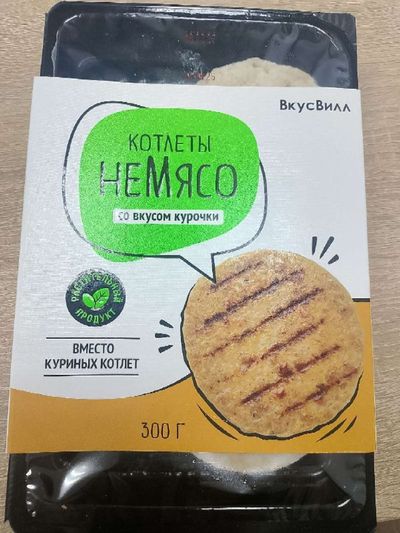 ВкусВилл
КОТЛЕТЫ
НЕМЯСО
со вкусом курочки
РАСТИТЕЛЬНЫЙ
ПРОДУКТ
ВМЕСТО
КУРИНЫХ КОТЛЕТ
300 Г